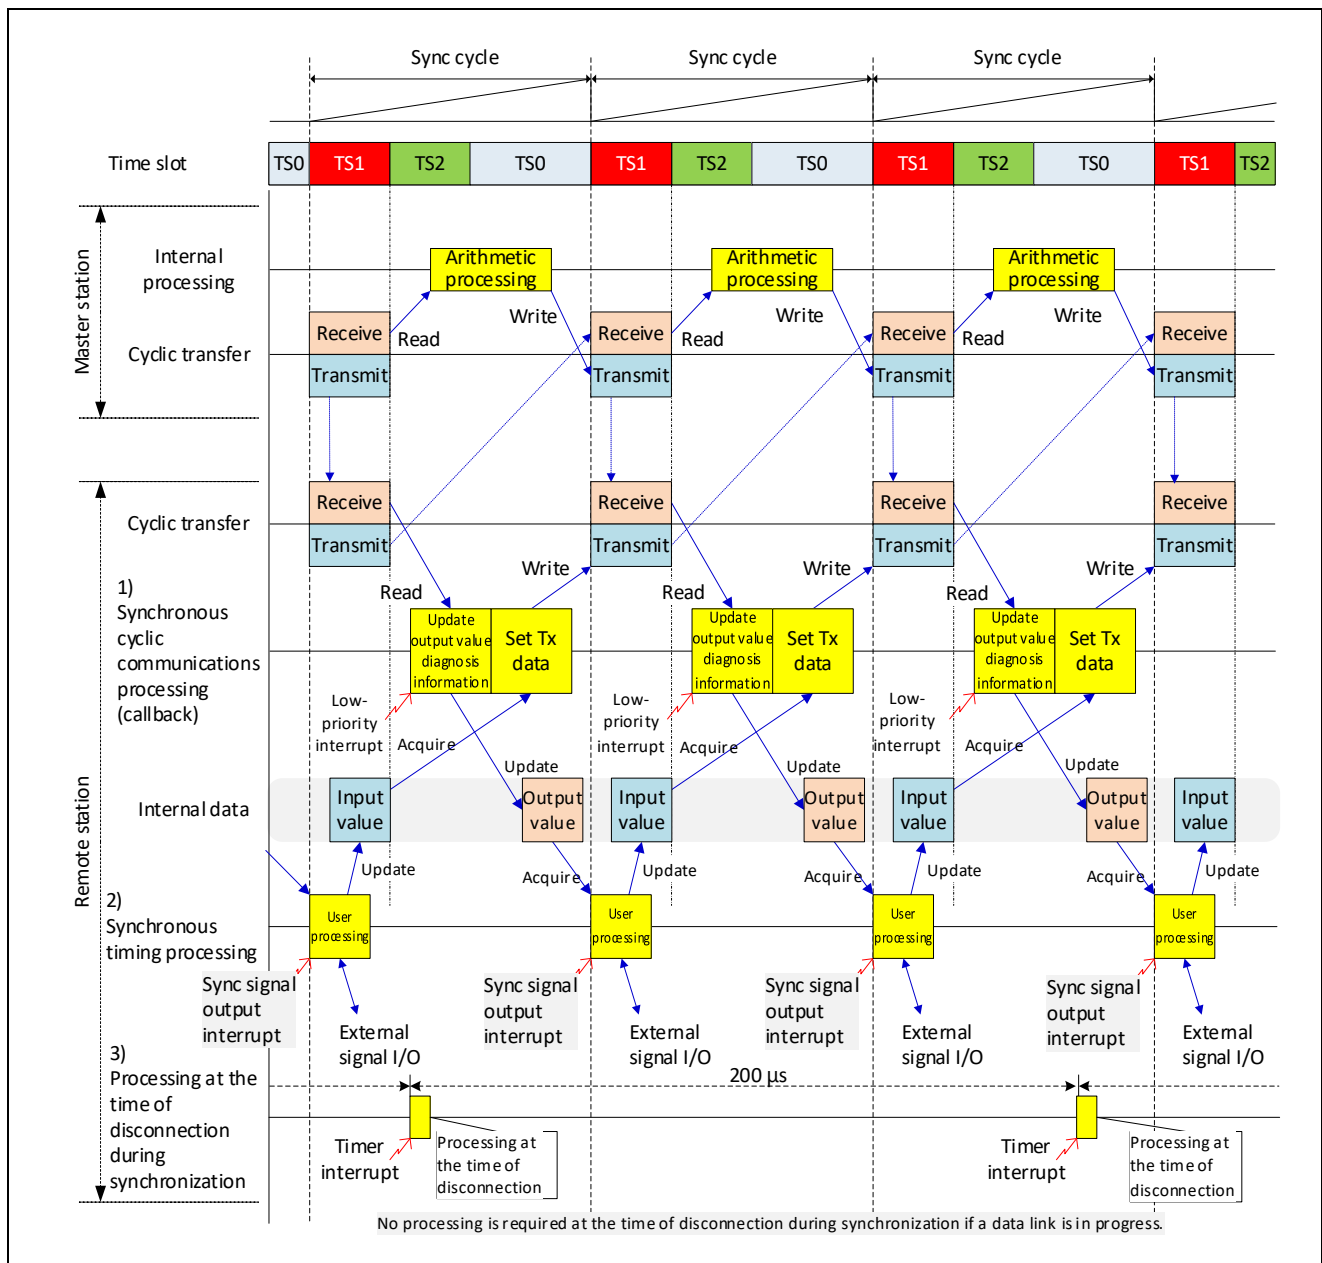 Sync cycle Sync cycle Sync cycle
Time slot TS0 TS1 TS2 TS0 TS1 TS2 TS0 TS1 TS2 TS0 TS1 TS2
Master station
Internal
processing
Arithmetic
processing
Arithmetic
processing
Arithmetic
processing
Write Write Write
Cyclic transfer
Receive Read Receive Read Receive Read Receive
Transmit Transmit Transmit Transmit
Remote station
Cyclic transfer
Receive Receive Receive Receive
Transmit Transmit Transmit Transmit
Write Write Write
Read Read Read
1)
Synchronous
cyclic
communications
processing
(callback)
Update
output value
diagnosis
information
Set Tx
data
Update
output value
diagnosis
information
Set Tx
data
Update
output value
diagnosis
information
Set Tx
data
Low-
priority
interrupt
Low-
priority
interrupt
Low-
priority
interrupt
Acquire Acquire Acquire
Update Update Update
Internal data
Input
value
Output
value
Input
value
Output
value
Input
value
Output
value
Input
value
Update Update Update Update
Acquire Acquire Acquire
2)
Synchronous
timing processing
User
processing
User
processing
User
processing
User
processing
Sync signal
output
interrupt
Sync signal
output
interrupt
Sync signal
output
interrupt
Sync signal
output
interrupt
External
signal I/O
External
signal I/O
External
signal I/O
External
signal I/O
3)
Processing at the
time of
disconnection
during
synchronization
200 µs
Timer
interrupt
Processing at
the time of
disconnection
Timer
interrupt
Processing at
the time of
disconnection
No processing is required at the time of disconnection during synchronization if a data link is in progress.